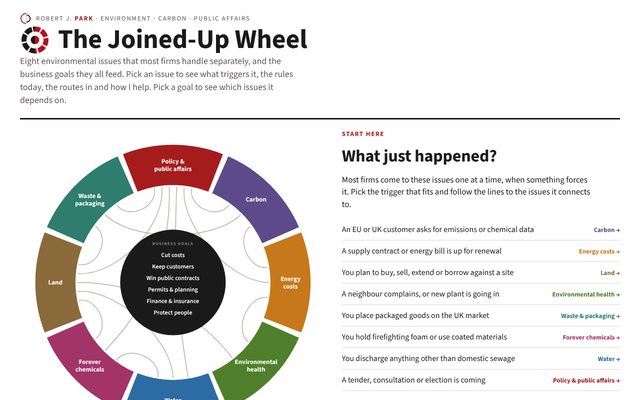 ROBERT J. PARK · ENVIRONMENT · CARBON · PUBLIC AFFAIRS
The Joined-Up Wheel
Eight environmental issues that most firms handle separately, and the
business goals they all feed. Pick an issue to see what triggers it, the rules
today, the routes in and how I help. Pick a goal to see which issues it
depends on.
Policy &
public affairs
Carbon
Energy
costs
Environmental
health
Water
Forever
chemicals
Land
Waste &
packaging
BUSINESS GOALS
Cut costs
Keep customers
Win public contracts
Permits & planning
Finance & insurance
Protect people
START HERE
What just happened?
Most firms come to these issues one at a time, when something forces
it. Pick the trigger that fits and follow the lines to the issues it connects
to.
An EU or UK customer asks for emissions or chemical data Carbon →
A supply contract or energy bill is up for renewal Energy costs →
You plan to buy, sell, extend or borrow against a site Land →
A neighbour complains, or new plant is going in Environmental health →
You place packaged goods on the UK market Waste & packaging →
You hold firefighting foam or use coated materials Forever chemicals →
You discharge anything other than domestic sewage Water →
A tender, consultation or election is coming Policy & public affairs →